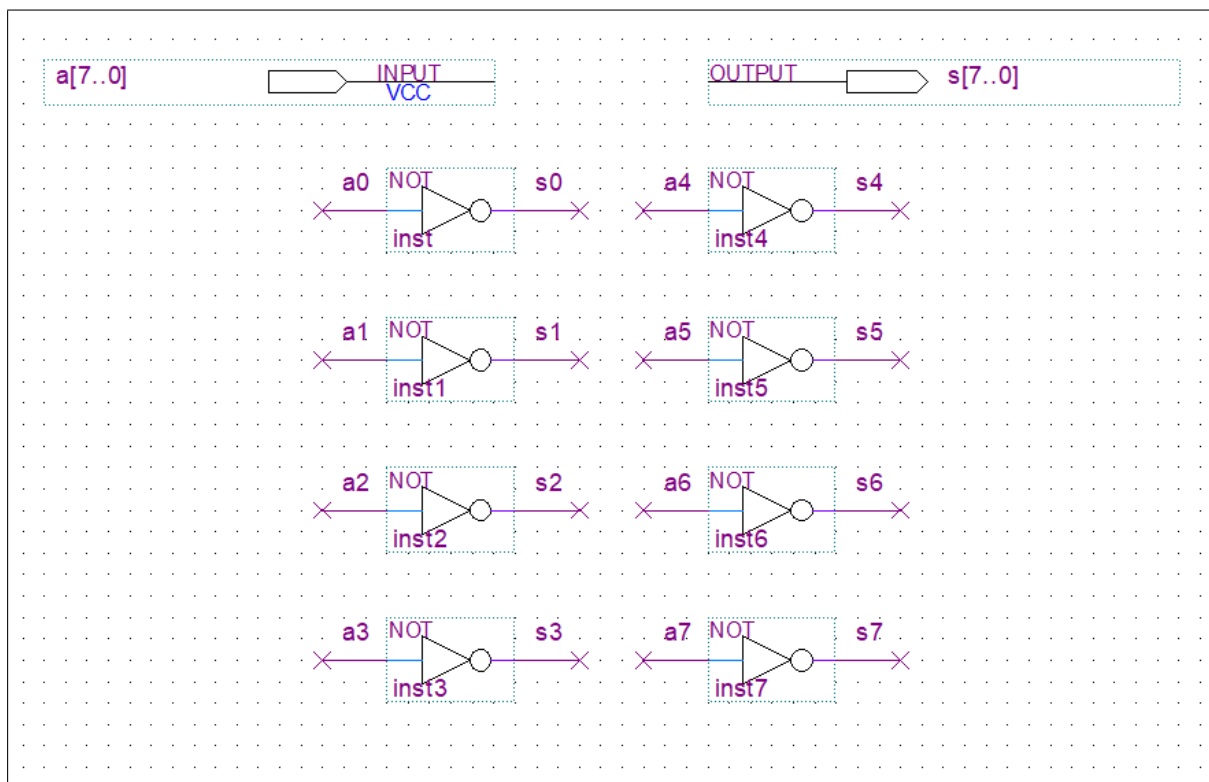 a[7..0] INPUT OUTPUT s[7..0]
VCC
a0 NOT s0 a4 NOT s4
inst inst4
a1 NOT s1 a5 NOT s5
inst1 inst5
a2 NOT s2 a6 NOT s6
inst2 inst6
a3 NOT s3 a7 NOT s7
inst3 inst7